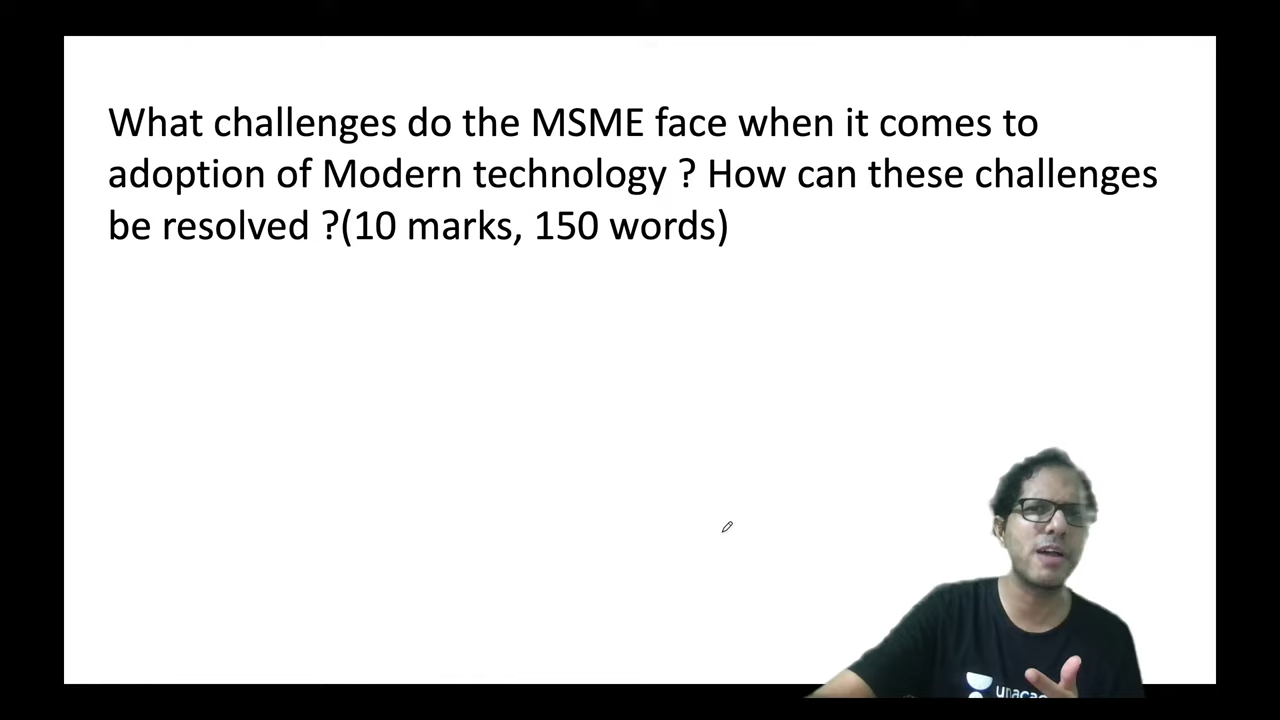 What challenges do the MSME face when it comes to
adoption of Modern technology ? How can these challenges
be resolved ?(10 marks, 150 words)